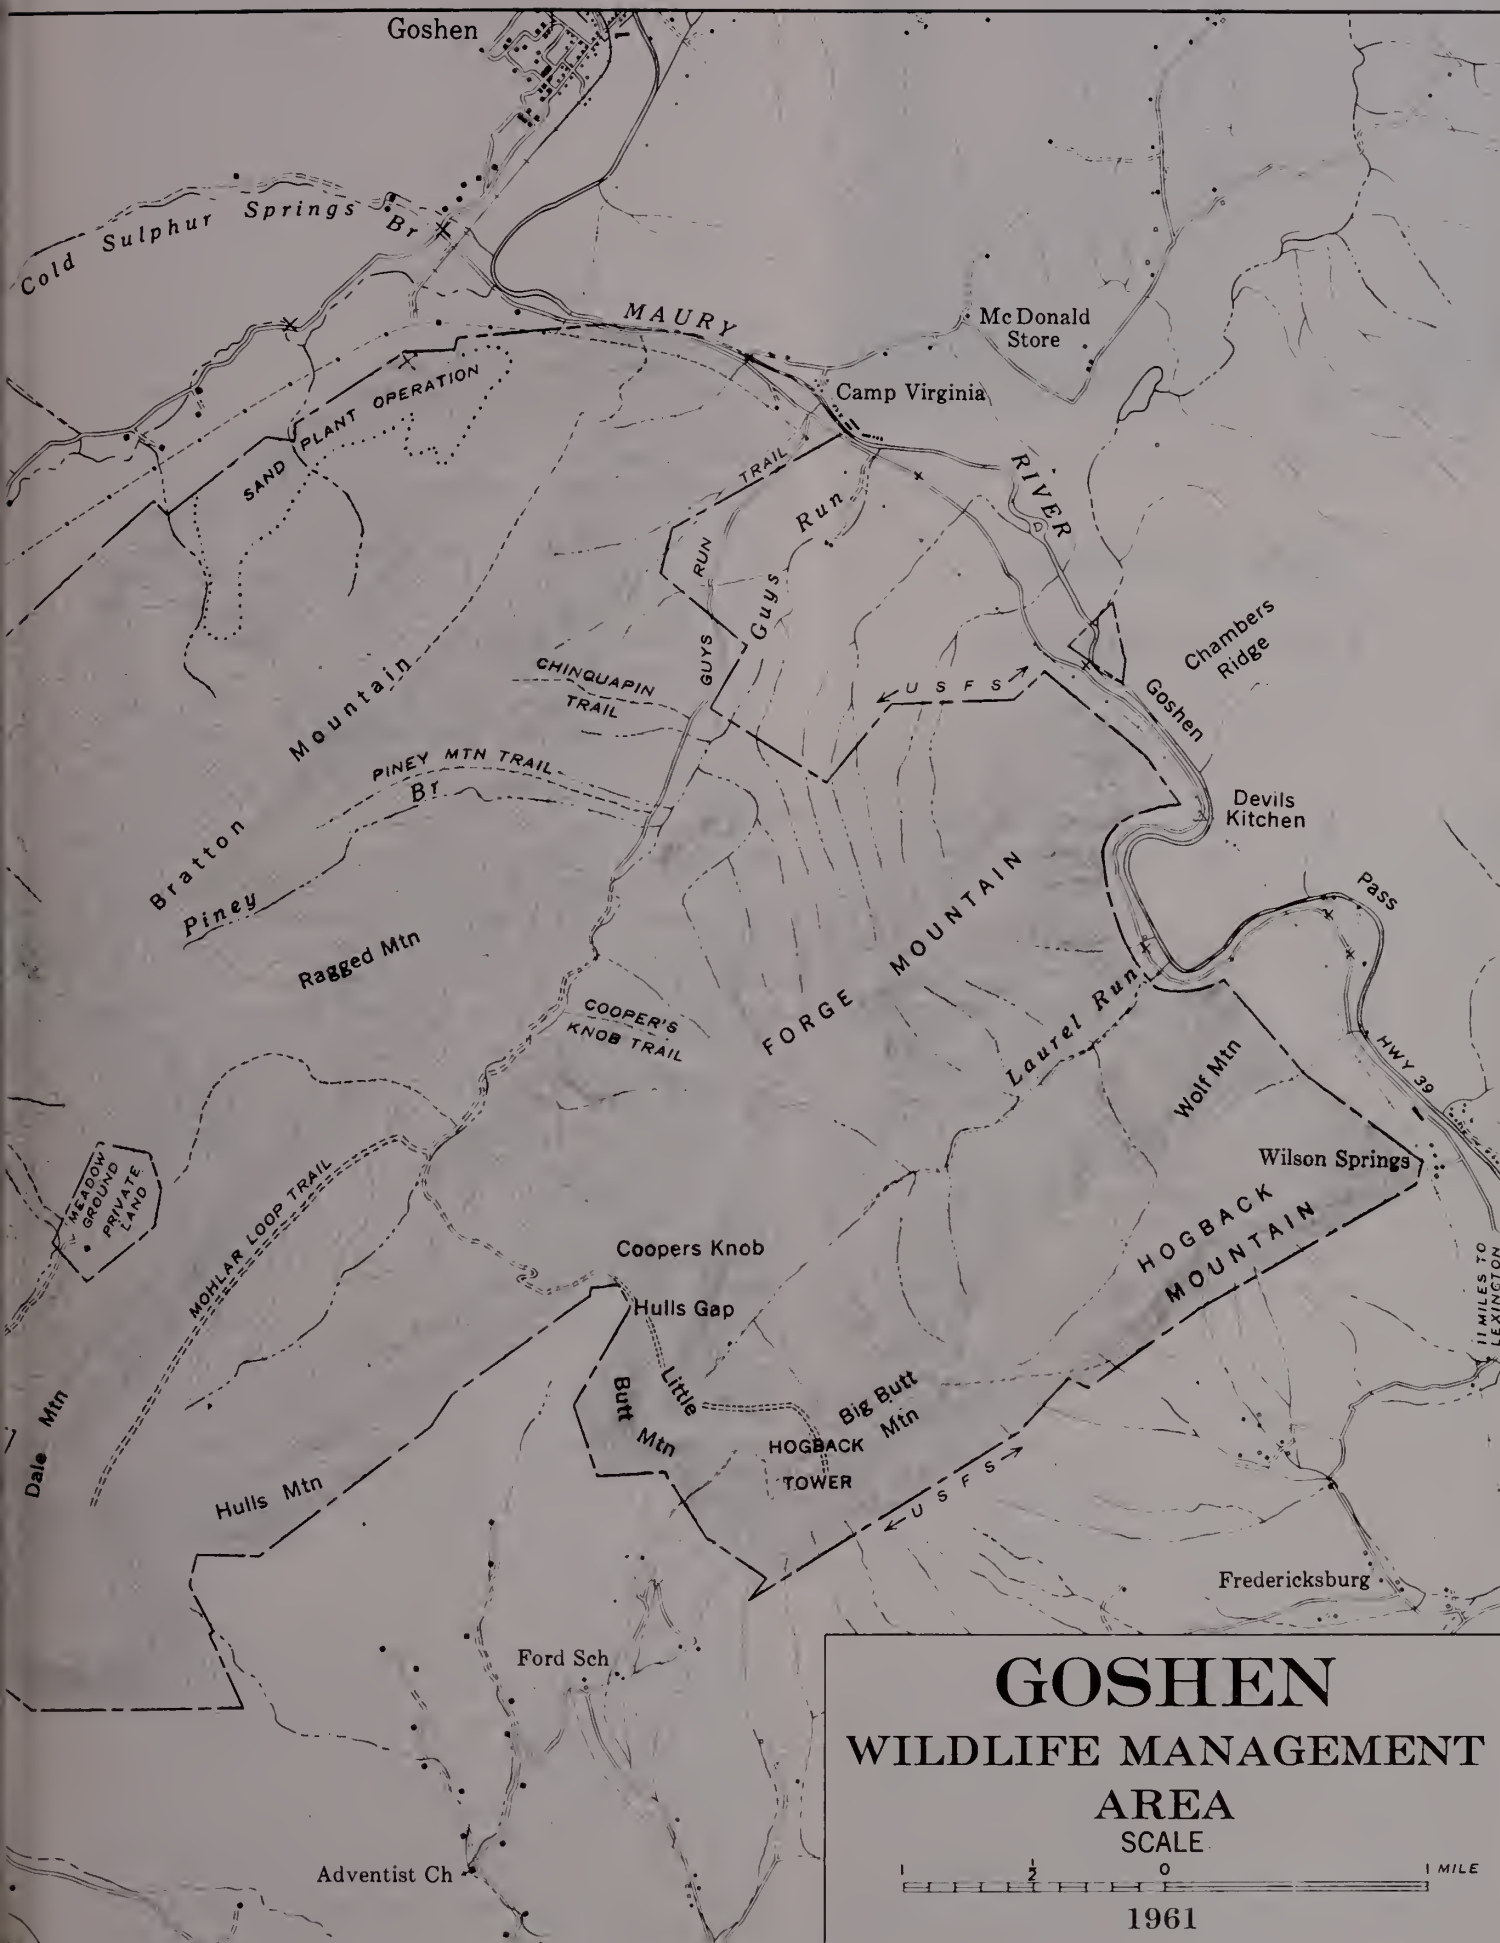 Goshen
Cold Sulphur Springs Br
MAURY
McDonald
Store
SAND PLANT OPERATION
Camp Virginia
TRAIL
RIVER
Guys Run
RUN
GUYS
D
Chambers
Ridge
CHINQUAPIN
TRAIL
U S F S
Goshen
Bratton Mountain
PINEY MTN TRAIL
Piney Br
Devils
Kitchen
Pass
Ragged Mtn
FORGE MOUNTAIN
COOPER'S
KNOB TRAIL
Laurel Run
Wolf Mtn
HWY 39
MEADOW
GROUND
PRIVATE
LAND
MOHLAR LOOP TRAIL
Wilson Springs
HOGBACK
MOUNTAIN
Coopers Knob
Hulls Gap
11 MILES TO
LEXINGTON
Little
Butt Mtn
Big Butt
Mtn
Dale Mtn
HOGBACK
TOWER
Hulls Mtn
U S F S
Fredericksburg
Ford Sch
Adventist Ch
GOSHEN
WILDLIFE MANAGEMENT
AREA
SCALE
1 1/2 0 1 MILE
1961